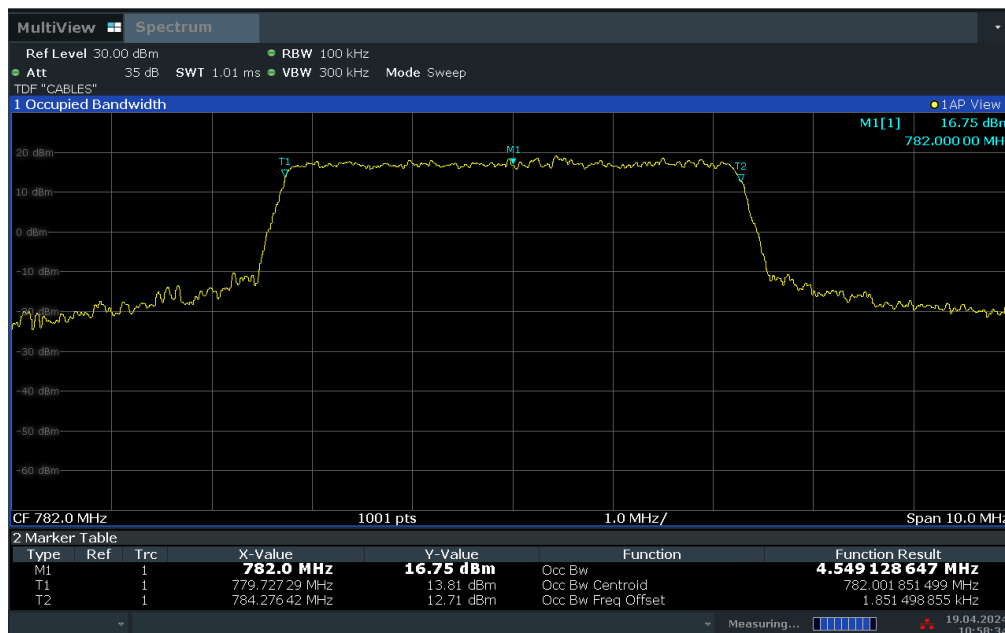 MultiView Spectrum
Ref Level 30.00 dBm RBW 100 kHz
Att 35 dB SWT 1.01 ms VBW 300 kHz Mode Sweep
TDF "CABLES"
1 Occupied Bandwidth 1AP View
M1[1] 16.75 dBm
782.000 00 MH
20 dBm
T1
M1
T2
10 dBm
0 dBm
-10 dBm
-20 dBm
-30 dBm
-40 dBm
-50 dBm
-60 dBm
CF 782.0 MHz 1001 pts 1.0 MHz/ Span 10.0 MHz
2 Marker Table
Type Ref Trc X-Value Y-Value Function Function Result
M1 1 782.0 MHz 16.75 dBm Occ Bw 4.549 128 647 MHz
T1 1 779.727 29 MHz 13.81 dBm Occ Bw Centroid 782.001 851 499 MHz
T2 1 784.276 42 MHz 12.71 dBm Occ Bw Freq Offset 1.851 498 855 kHz
Measuring... 19.04.2024
10:58:34